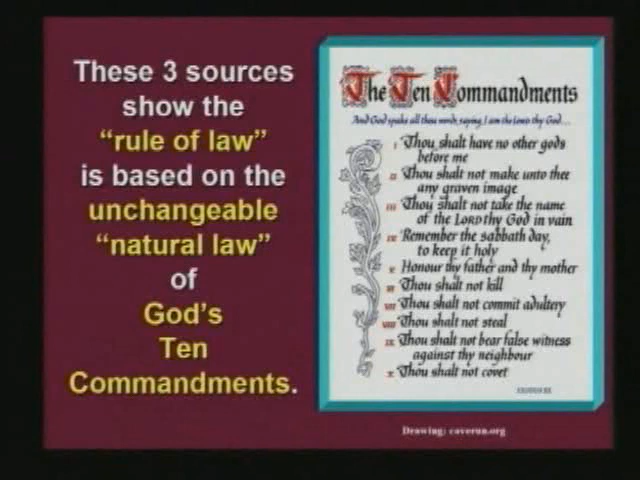 These 3 sources
show the
“rule of law”
is based on the
unchangeable
“natural law”
of
God’s
Ten
Commandments.
The Ten Commandments
And God spake all these words, saying, I am the LORD thy God...
I Thou shalt have no other gods
before me
II Thou shalt not make unto thee
any graven image
III Thou shalt not take the name
of the LORD thy God in vain
IV Remember the sabbath day,
to keep it holy
V Honour thy father and thy mother
VI Thou shalt not kill
VII Thou shalt not commit adultery
VIII Thou shalt not steal
IX Thou shalt not bear false witness
against thy neighbour
X Thou shalt not covet
EXODUS XX
Drawing: caverun.org